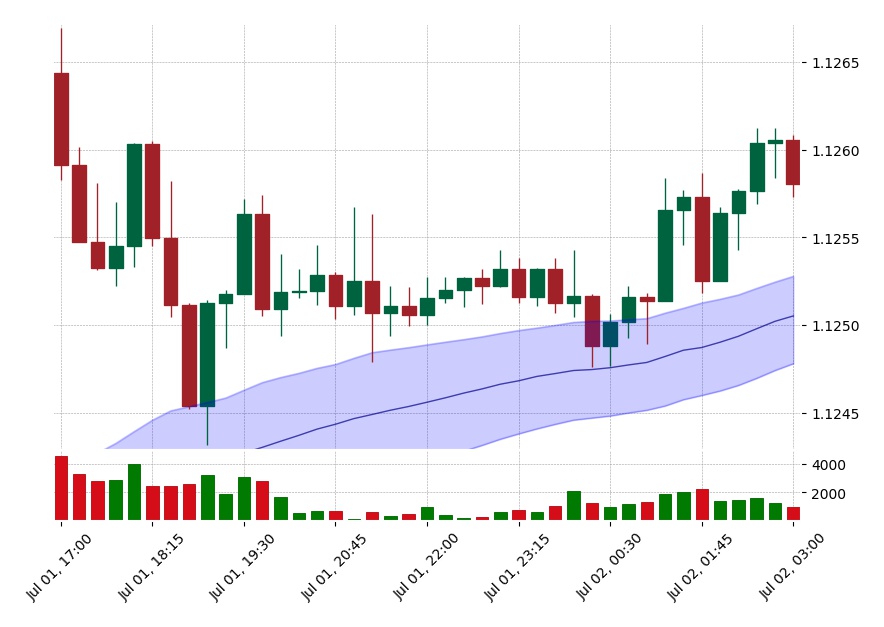 1.1265
1.1260
1.1255
1.1250
1.1245
4000
2000
Jul 01, 17:00
Jul 01, 18:15
Jul 01, 19:30
Jul 01, 20:45
Jul 01, 22:00
Jul 01, 23:15
Jul 02, 00:30
Jul 02, 01:45
Jul 02, 03:00